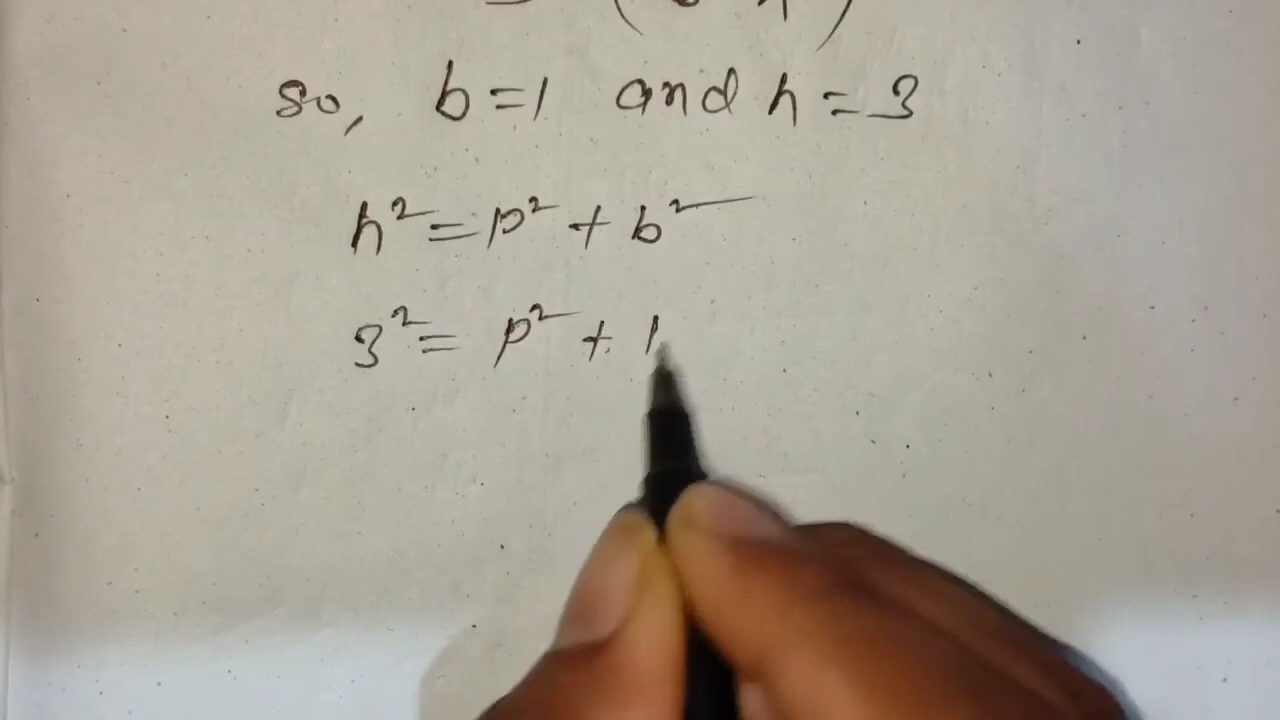 so, b=1 and h=3
h²=p²+b²
3²=p²+1